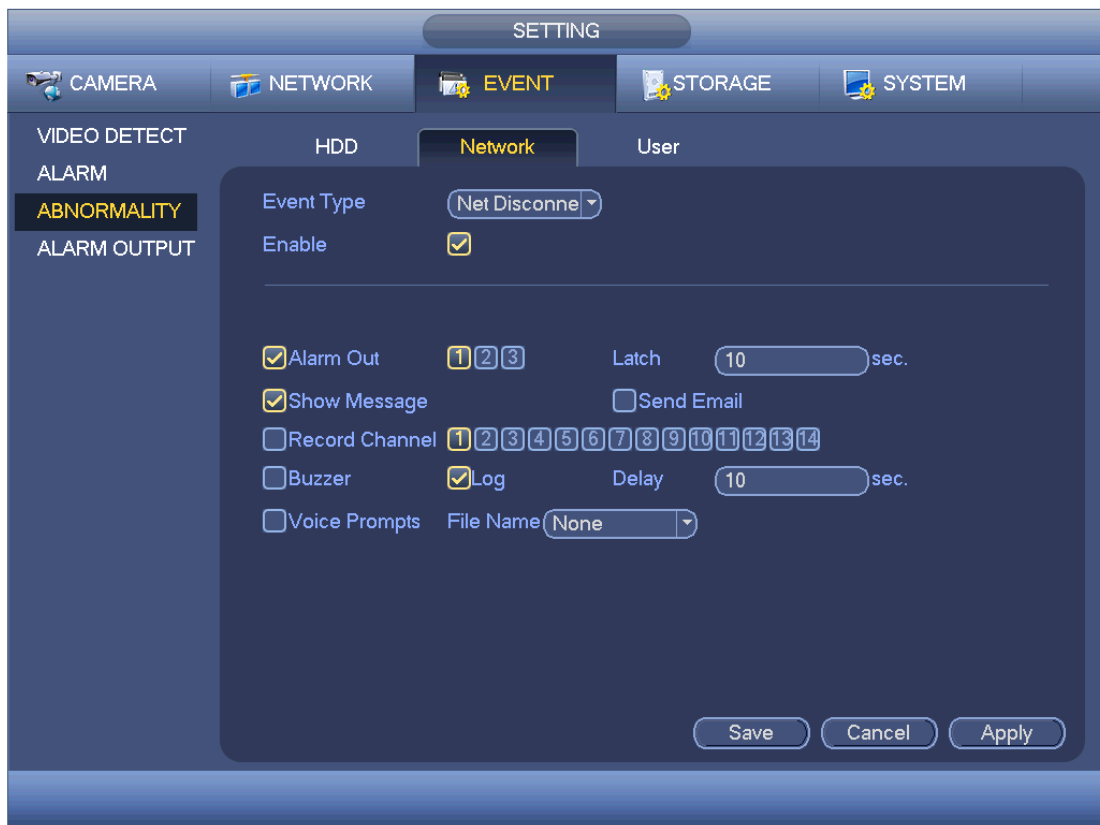 SETTING
CAMERA NETWORK EVENT STORAGE SYSTEM
VIDEO DETECT
ALARM
ABNORMALITY
ALARM OUTPUT
HDD Network User
Event Type Net Disconne
Enable
Alarm Out 1 2 3 Latch 10 sec.
Show Message Send Email
Record Channel 1 2 3 4 5 6 7 8 9 10 11 12 13 14
Buzzer Log Delay 10 sec.
Voice Prompts File Name None
Save Cancel Apply